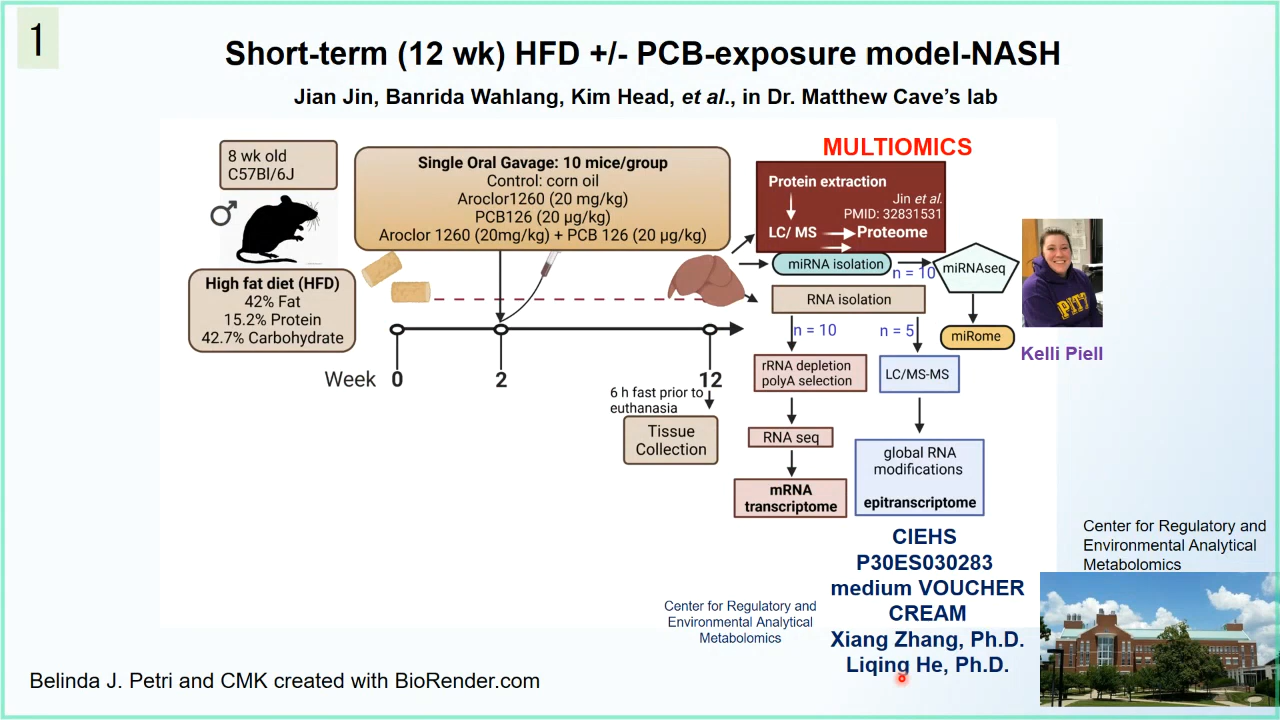 1
Short-term (12 wk) HFD +/- PCB-exposure model-NASH
Jian Jin, Banrida Wahlang, Kim Head, et al., in Dr. Matthew Cave's lab
8 wk old
C57Bl/6J
High fat diet (HFD)
42% Fat
15.2% Protein
42.7% Carbohydrate
Single Oral Gavage: 10 mice/group
Control: corn oil
Aroclor1260 (20 mg/kg)
PCB126 (20 µg/kg)
Aroclor 1260 (20mg/kg) + PCB 126 (20 µg/kg)
Week 0 2 12
6 h fast prior to
euthanasia
Tissue
Collection
MULTIOMICS
Protein extraction
Jin et al.
PMID: 32831531
LC/ MS Proteome
miRNA isolation
n = 10
miRNAseq
miRome
RNA isolation
n = 10
n = 5
rRNA depletion
polyA selection
LC/MS-MS
RNA seq
mRNA
transcriptome
global RNA
modifications
epitranscriptome
PITT
Kelli Piell
CIEHS
P30ES030283
medium VOUCHER
CREAM
Xiang Zhang, Ph.D.
Liqing He, Ph.D.
Center for Regulatory and
Environmental Analytical
Metabolomics
Center for Regulatory and
Environmental Analytical
Metabolomics
Belinda J. Petri and CMK created with BioRender.com